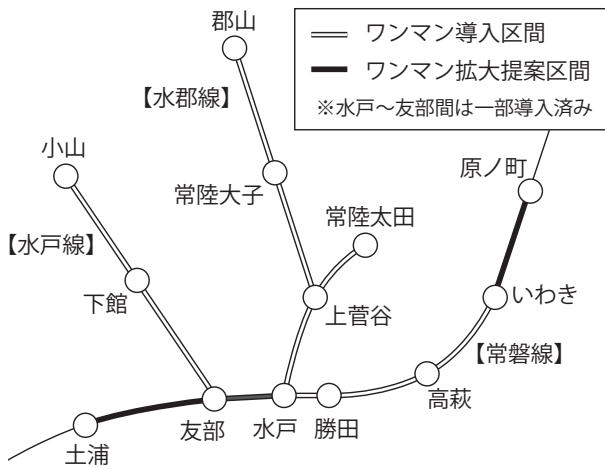 郡山
ワンマン導入区間
ワンマン拡大提案区間
※水戸～友部間は一部導入済み
【水郡線】
小山
原ノ町
常陸大子
常陸太田
【水戸線】
下館
上菅谷
いわき
【常磐線】
高萩
友部
水戸
勝田
土浦